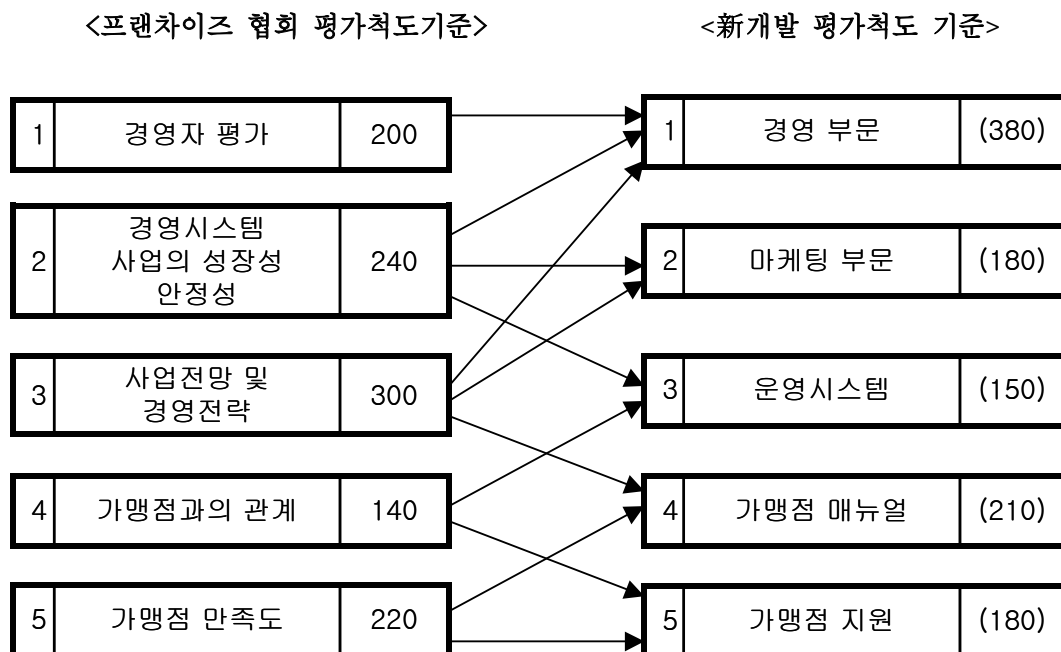 <프랜차이즈 협회 평가척도기준>
1 경영자 평가 200
2 경영시스템 240
사업의 성장성
안정성
3 사업전망 및 300
경영전략
4 가맹점과의 관계 140
5 가맹점 만족도 220
<新개발 평가척도 기준>
1 경영 부문 (380)
2 마케팅 부문 (180)
3 운영시스템 (150)
4 가맹점 매뉴얼 (210)
5 가맹점 지원 (180)